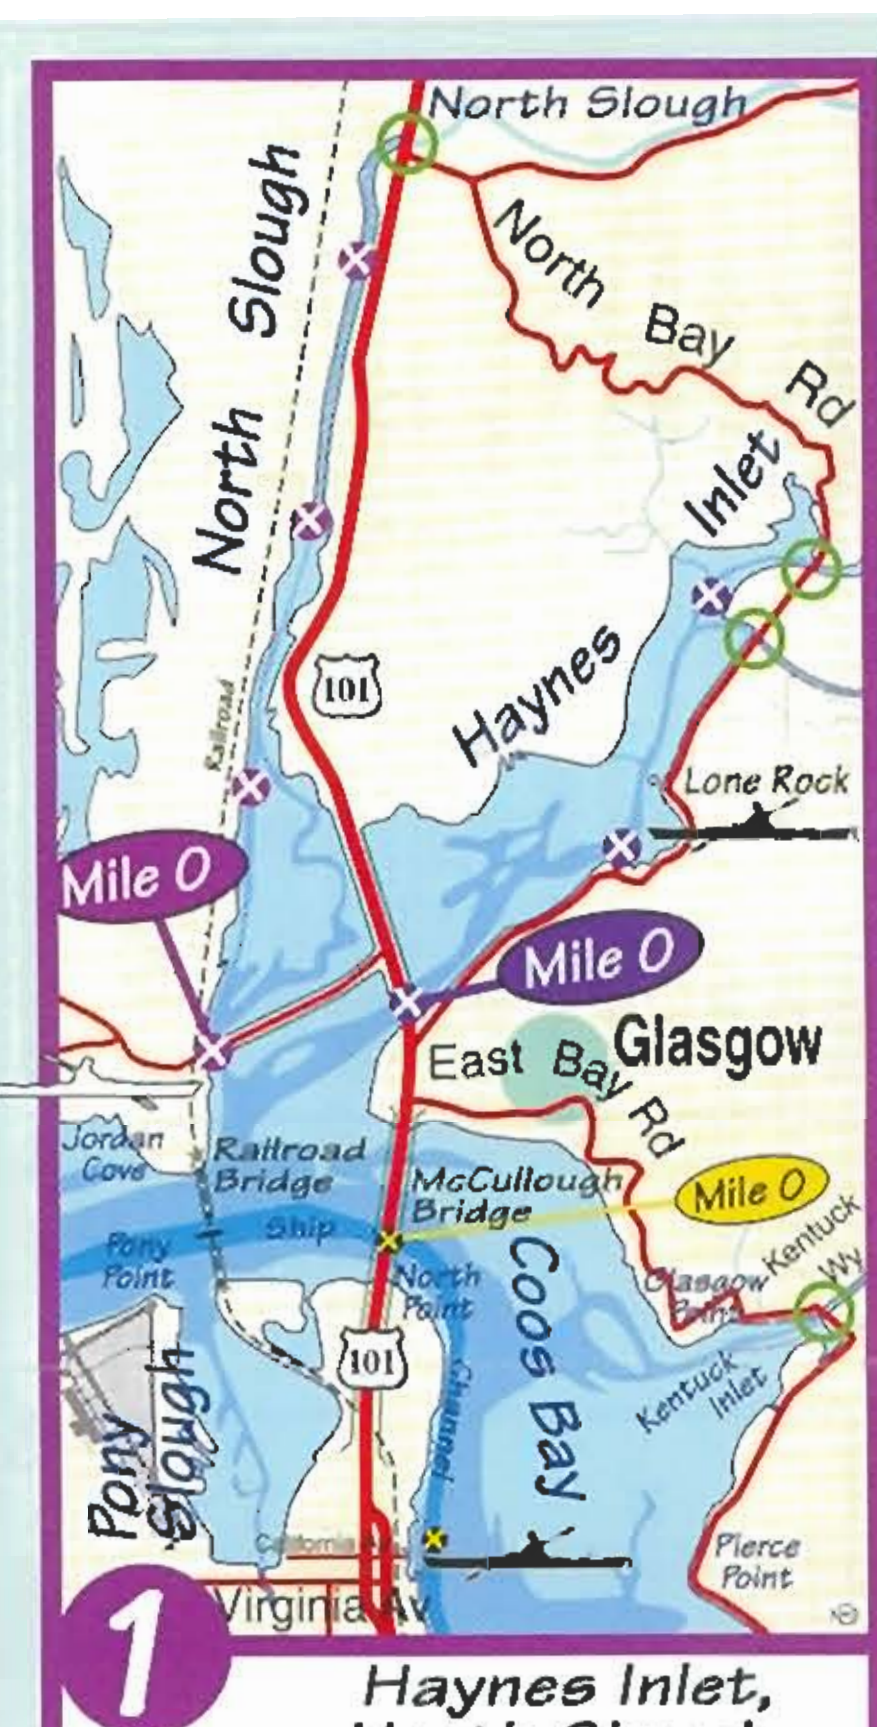 North Slough
North Slough
North Bay Rd
Haynes Inlet
101
Railroad
Lone Rock
Mile 0
Mile 0
East Bay Rd
Glasgow
Jordan
Cove
Railroad
Bridge
McCullough
Bridge
Mile 0
Ship
Channel
Pony
Point
North
Point
Coos Bay
Glasgow
Point
Kentuck
Wy
101
Kentuck
Inlet
Pony
Slough
California Av
Pierce
Point
Virginia Av
1
Haynes Inlet,